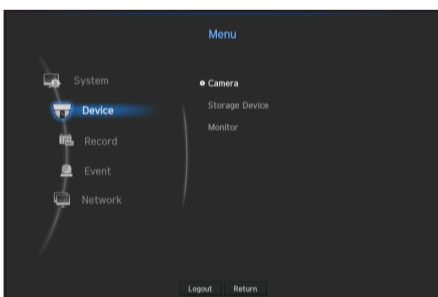 Menu
System
Camera
Device
Storage Device
Monitor
Record
Event
Network
Logout Return